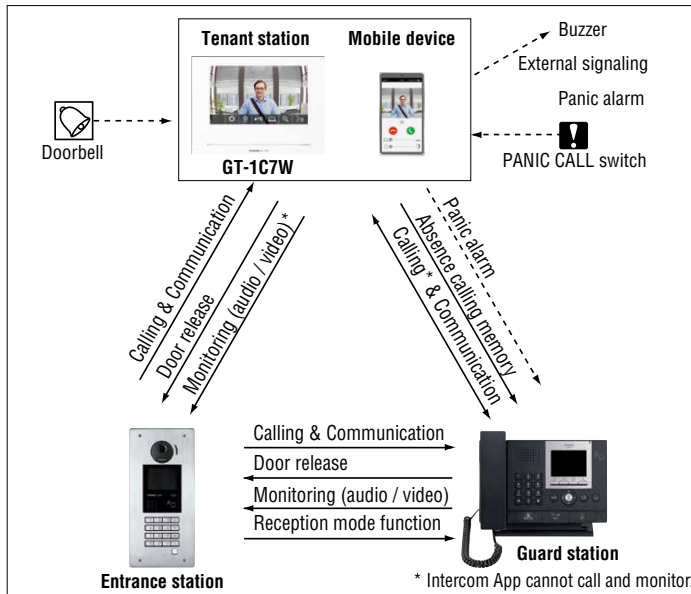 Tenant station
Mobile device
Buzzer
External signaling
Panic alarm
Doorbell
GT-1C7W
PANIC CALL switch
Calling & Communication
Door release
Monitoring (audio / video) *
Panic alarm
Absence calling memory
Calling * & Communication
Calling & Communication
Door release
Monitoring (audio / video)
Reception mode function
Entrance station
Guard station
* Intercom App cannot call and monitor.